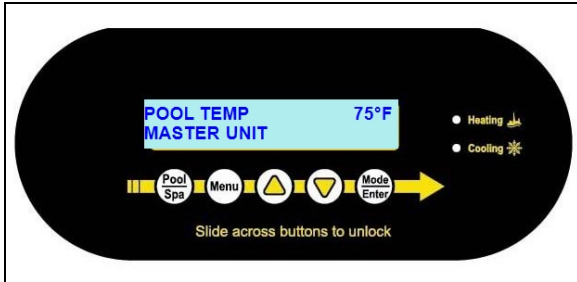 POOL TEMP 75°F
MASTER UNIT
Heating
Cooling
Pool
Spa
Menu
Mode
Enter
Slide across buttons to unlock